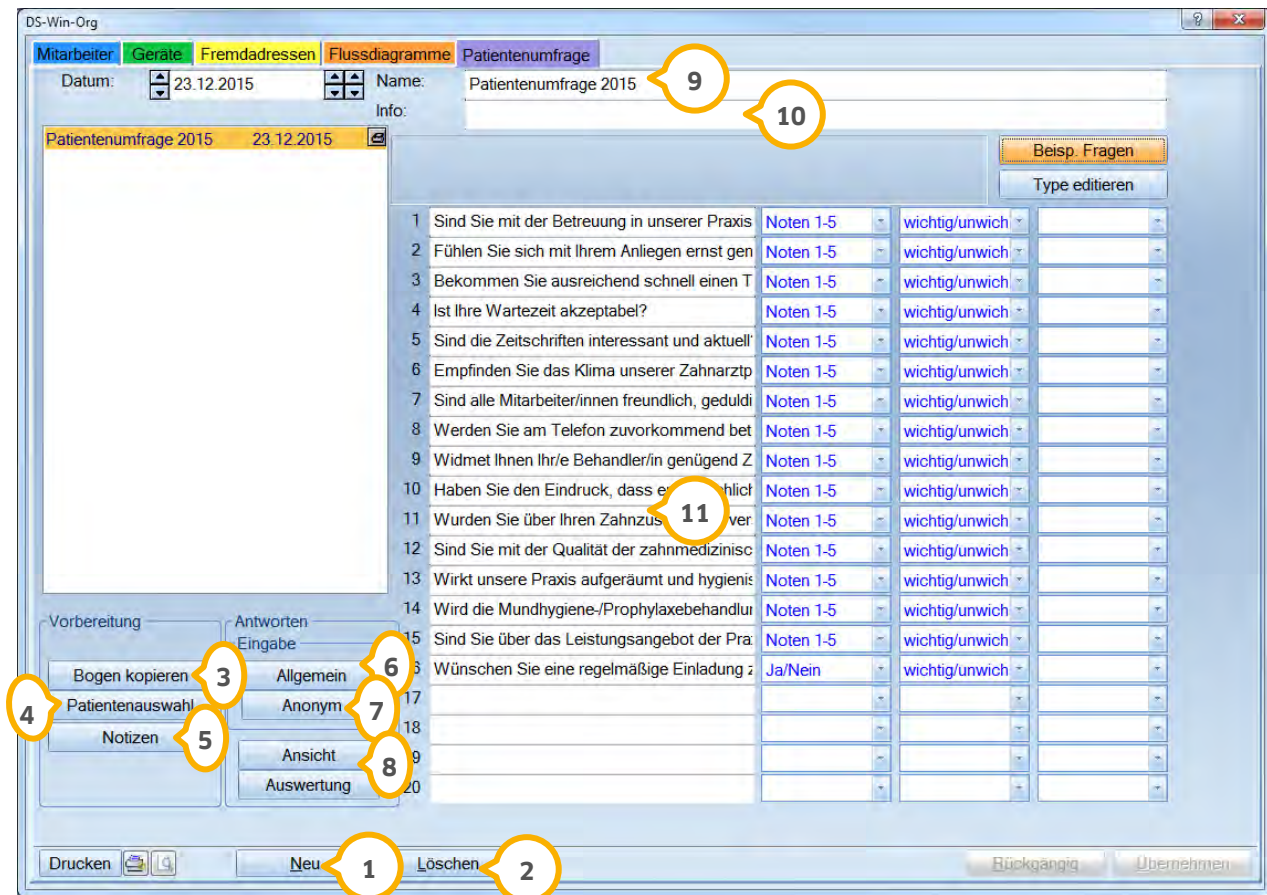 DS-Win-Org
Mitarbeiter Geräte Fremdadressen Flussdiagramme Patientenumfrage
Datum: 23.12.2015 Name: Patientenumfrage 2015 9
Info: 10
Patientenumfrage 2015 23.12.2015
Beisp. Fragen
Type editieren
1 Sind Sie mit der Betreuung in unserer Praxis Noten 1-5 wichtig/unwich
2 Fühlen Sie sich mit Ihrem Anliegen ernst gen Noten 1-5 wichtig/unwich
3 Bekommen Sie ausreichend schnell einen T Noten 1-5 wichtig/unwich
4 Ist Ihre Wartezeit akzeptabel? Noten 1-5 wichtig/unwich
5 Sind die Zeitschriften interessant und aktuell Noten 1-5 wichtig/unwich
6 Empfinden Sie das Klima unserer Zahnarztp Noten 1-5 wichtig/unwich
7 Sind alle Mitarbeiter/innen freundlich, geduldi Noten 1-5 wichtig/unwich
8 Werden Sie am Telefon zuvorkommend bet Noten 1-5 wichtig/unwich
9 Widmet Ihnen Ihr/e Behandler/in genügend Z Noten 1-5 wichtig/unwich
10 Haben Sie den Eindruck, dass Noten 1-5 wichtig/unwich
11 Wurden Sie über Ihren Zahnzus 11 ver Noten 1-5 wichtig/unwich
12 Sind Sie mit der Qualität der zahnmedizinisc Noten 1-5 wichtig/unwich
13 Wirkt unsere Praxis aufgeräumt und hygienis Noten 1-5 wichtig/unwich
14 Wird die Mundhygiene-/Prophylaxebehandlur Noten 1-5 wichtig/unwich
15 Sind Sie über das Leistungsangebot der Pra Noten 1-5 wichtig/unwich
6 Wünschen Sie eine regelmäßige Einladung z Ja/Nein wichtig/unwich
17
18
9
20
Vorbereitung Antworten
Eingabe
Bogen kopieren 3 Allgemein 6
4 Patientenauswahl Anonym 7
Notizen 5
Ansicht 8
Auswertung
Drucken Neu 1 Löschen 2 Rückgängig Übernehmen